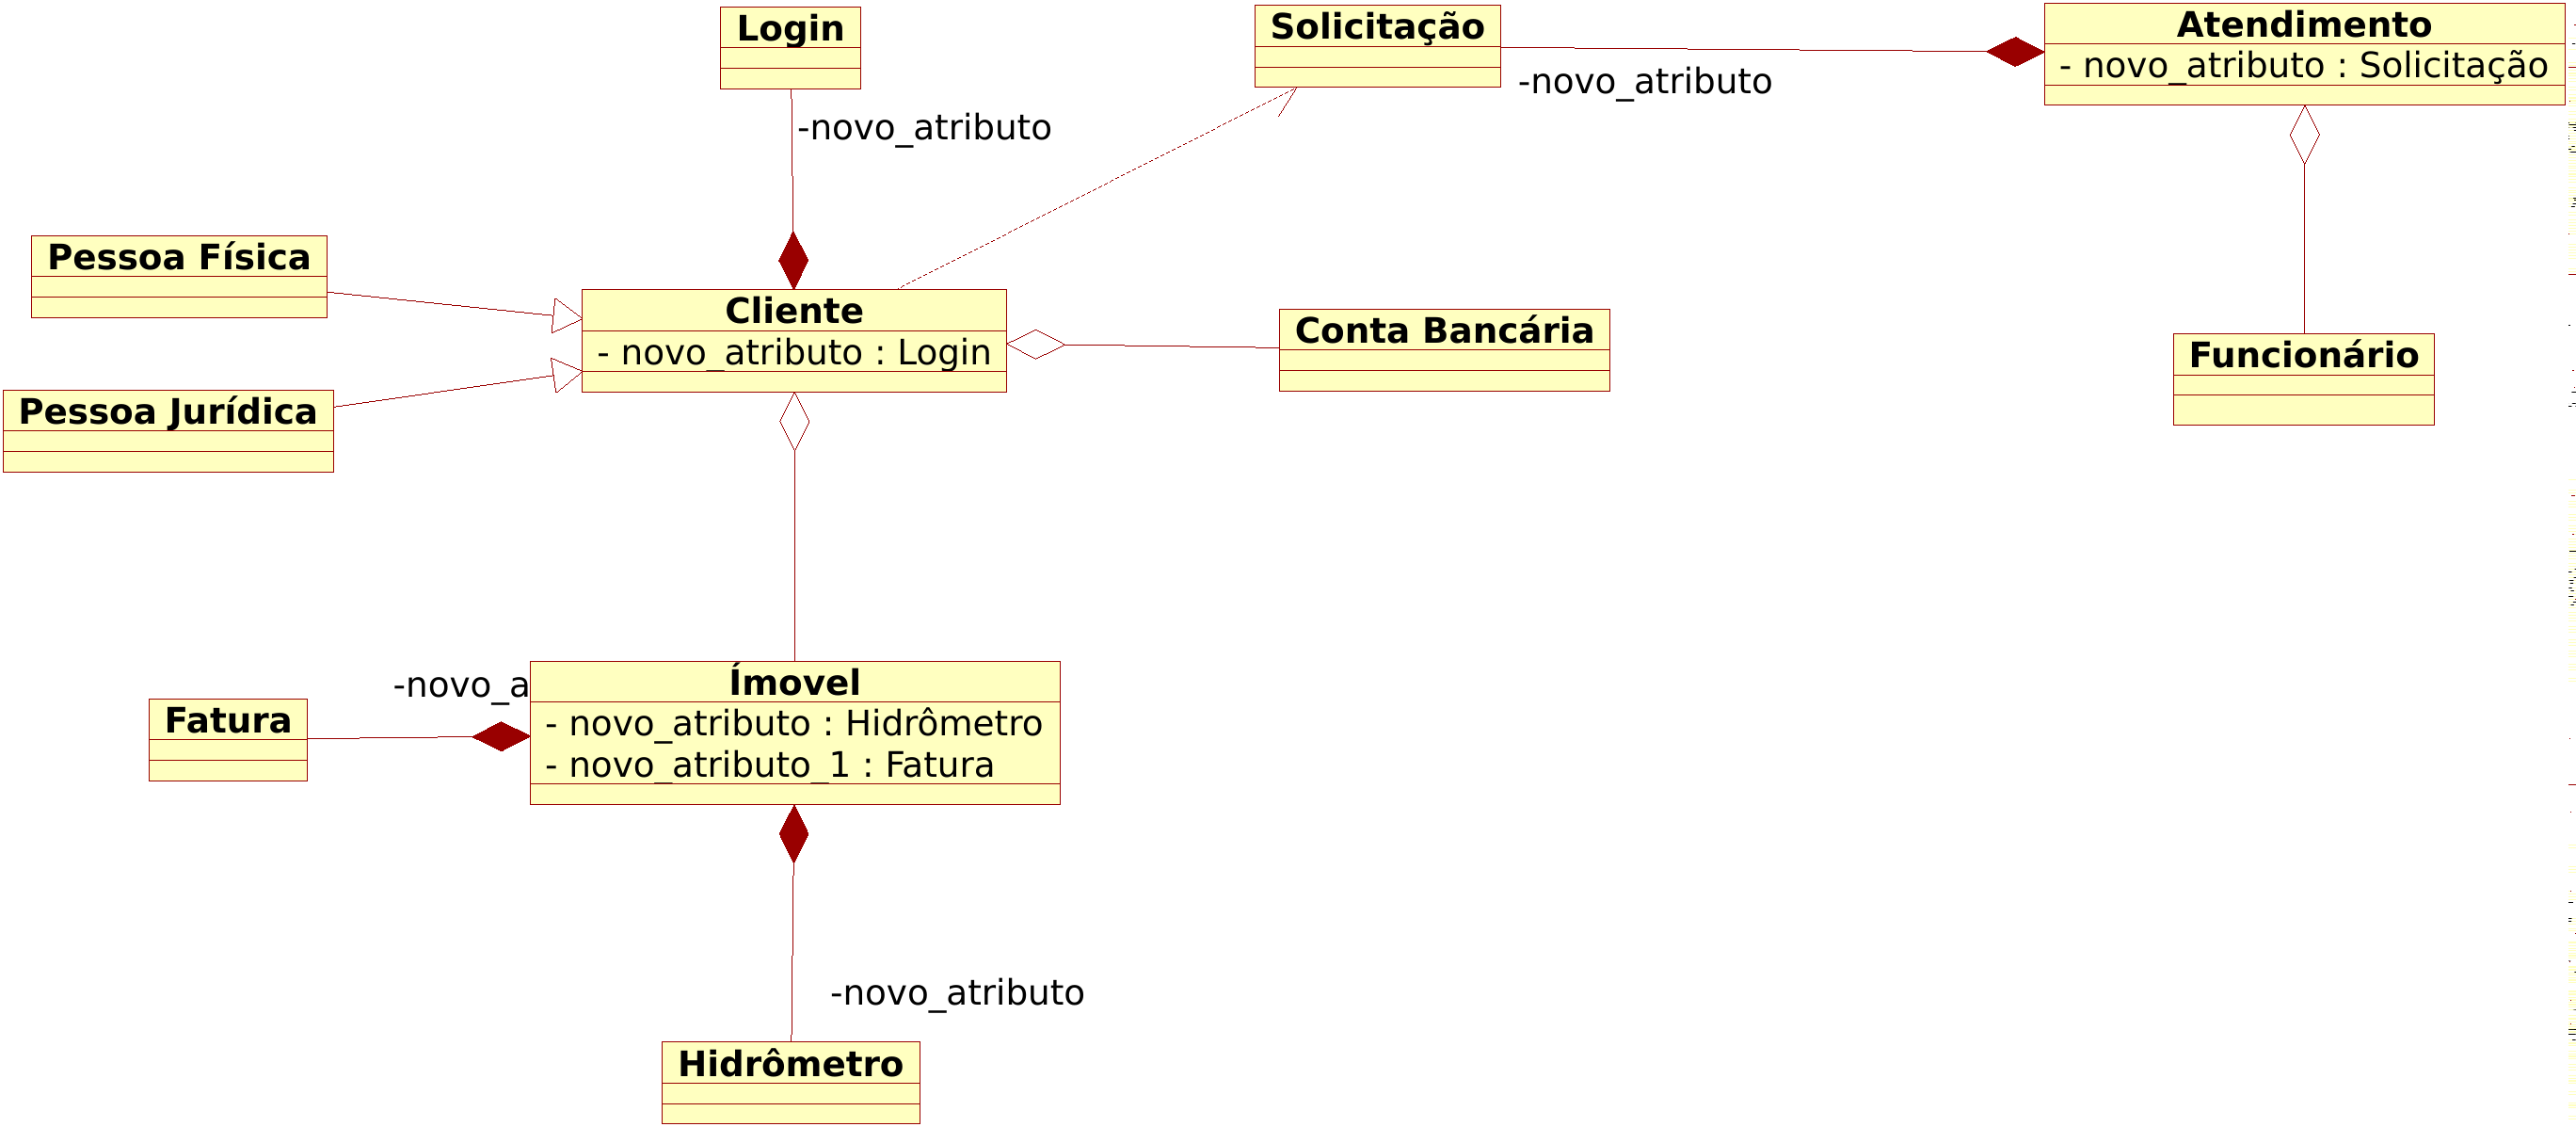 Login
Solicitação
Atendimento
- novo_atributo : Solicitação
-novo_atributo
-novo_atributo
Pessoa Física
Cliente
- novo_atributo : Login
Conta Bancária
Funcionário
Pessoa Jurídica
-novo_a
Ímovel
- novo_atributo : Hidrômetro
- novo_atributo_1 : Fatura
Fatura
-novo_atributo
Hidrômetro